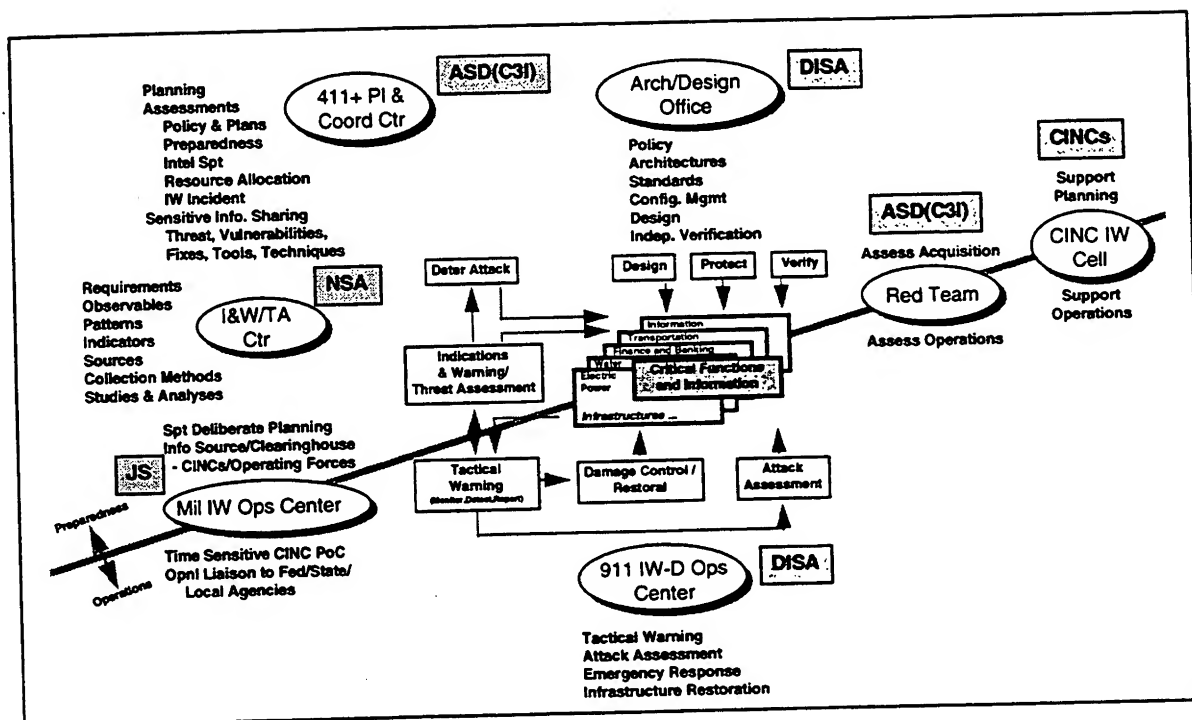 ASD(C3I)
411+ PI &
Coord Ctr
Planning
Assessments
Policy & Plans
Preparedness
Intel Spt
Resource Allocation
IW Incident
Sensitive Info. Sharing
Threat, Vulnerabilities,
Fixes, Tools, Techniques
DISA
Arch/Design
Office
Policy
Architectures
Standards
Config. Mgmt
Design
Indep. Verification
CINCs
Support
Planning
CINC IW
Cell
Support
Operations
ASD(C3I)
Assess Acquisition
Red Team
Assess Operations
NSA
I&W/TA
Ctr
Requirements
Observables
Patterns
Indicators
Sources
Collection Methods
Studies & Analyses
Deter Attack
Design
Protect
Verify
Indications
& Warning/
Threat Assessment
Information
Transportation
Finance and Banking
Water
Electric
Power
Critical Functions
and Information
Infrastructures ...
Spt Deliberate Planning
Info Source/Clearinghouse
- CINCs/Operating Forces
JS
Mil IW Ops Center
Time Sensitive CINC PoC
Opnl Liaison to Fed/State/
Local Agencies
Preparedness
Operations
Tactical
Warning
(Monitor,Detect,Report)
Damage Control /
Restoral
Attack
Assessment
911 IW-D Ops
Center
DISA
Tactical Warning
Attack Assessment
Emergency Response
Infrastructure Restoration